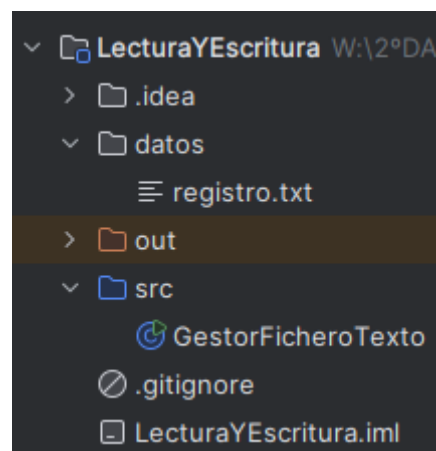 LecturaYEscritura W:\2ºDA
.idea
datos
registro.txt
out
src
GestorFicheroTexto
.gitignore
LecturaYEscritura.iml